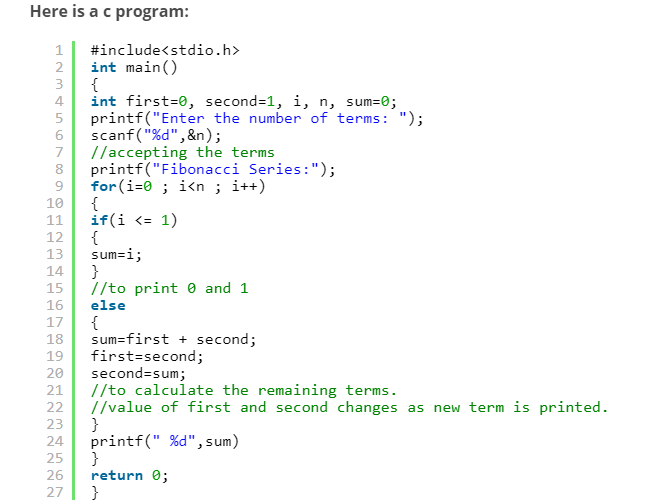 Here is a c program:
1 #include<stdio.h>
2 int main()
3 {
4 int first=0, second=1, i, n, sum=0;
5 printf("Enter the number of terms: ");
6 scanf("%d",&n);
7 //accepting the terms
8 printf("Fibonacci Series:");
9 for(i=0 ; i<n ; i++)
10 {
11 if(i <= 1)
12 {
13 sum=i;
14 }
15 //to print 0 and 1
16 else
17 {
18 sum=first + second;
19 first=second;
20 second=sum;
21 //to calculate the remaining terms.
22 //value of first and second changes as new term is printed.
23 }
24 printf(" %d",sum)
25 }
26 return 0;
27 }